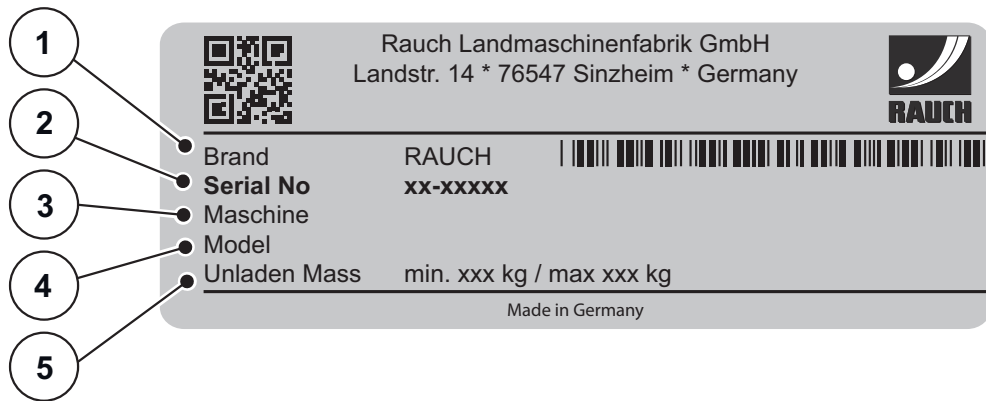 Rauch Landmaschinenfabrik GmbH
Landstr. 14 * 76547 Sinzheim * Germany
RAUCH
1
2
3
4
5
Brand RAUCH
Serial No xx-xxxxx
Maschine
Model
Unladen Mass min. xxx kg / max xxx kg
Made in Germany